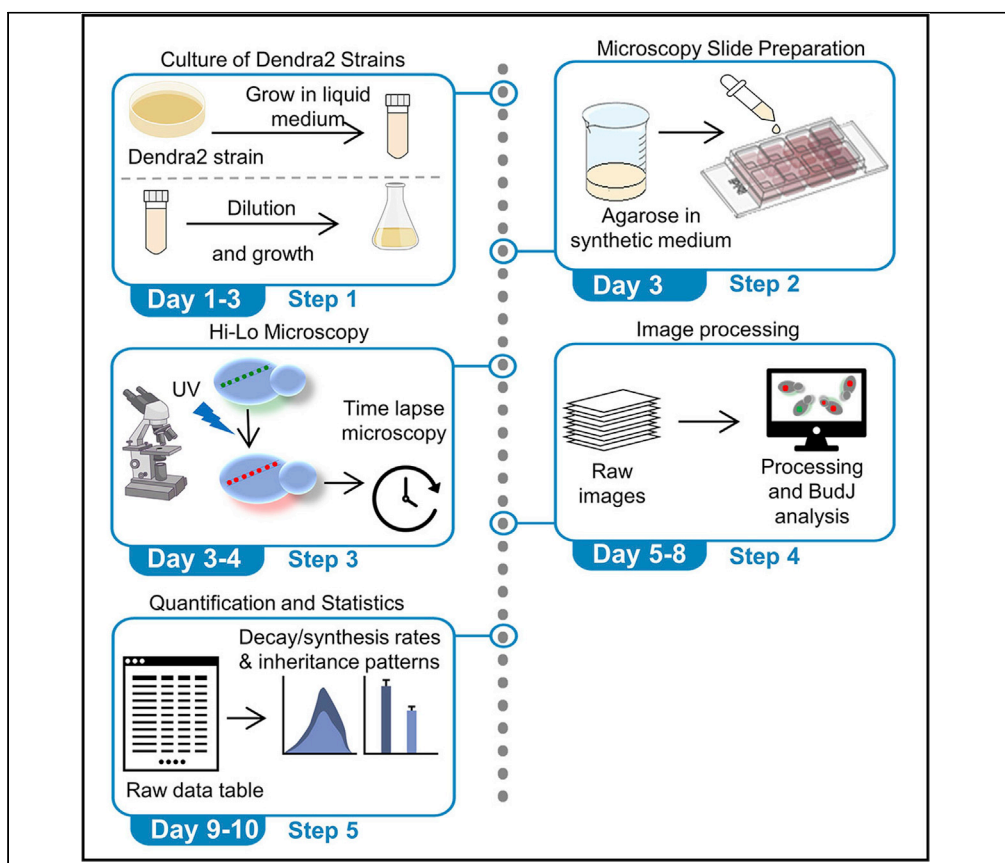 Culture of Dendra2 Strains
Grow in liquid
medium
Dendra2 strain
Dilution
and growth
Day 1-3
Step 1
Microscopy Slide Preparation
Agarose in
synthetic medium
Day 3
Step 2
Hi-Lo Microscopy
UV
Time lapse
microscopy
Day 3-4
Step 3
Image processing
Raw
images
Processing
and BudJ
analysis
Day 5-8
Step 4
Quantification and Statistics
Decay/synthesis rates
& inheritance patterns
Raw data table
Day 9-10
Step 5